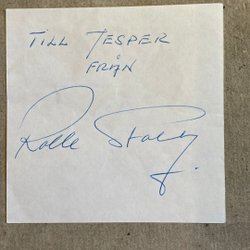 TILL JESPER
FRÅN
Rolle Stoltz